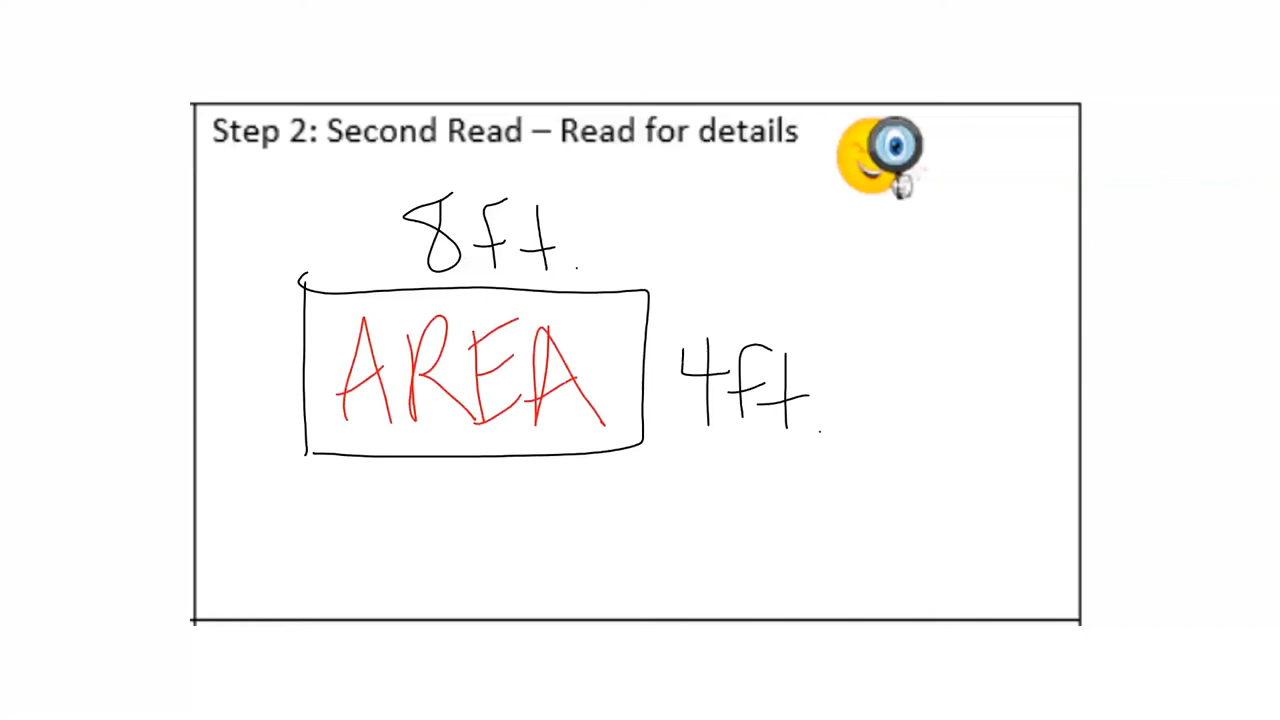 Step 2: Second Read – Read for details
8ft.
AREA
4ft.